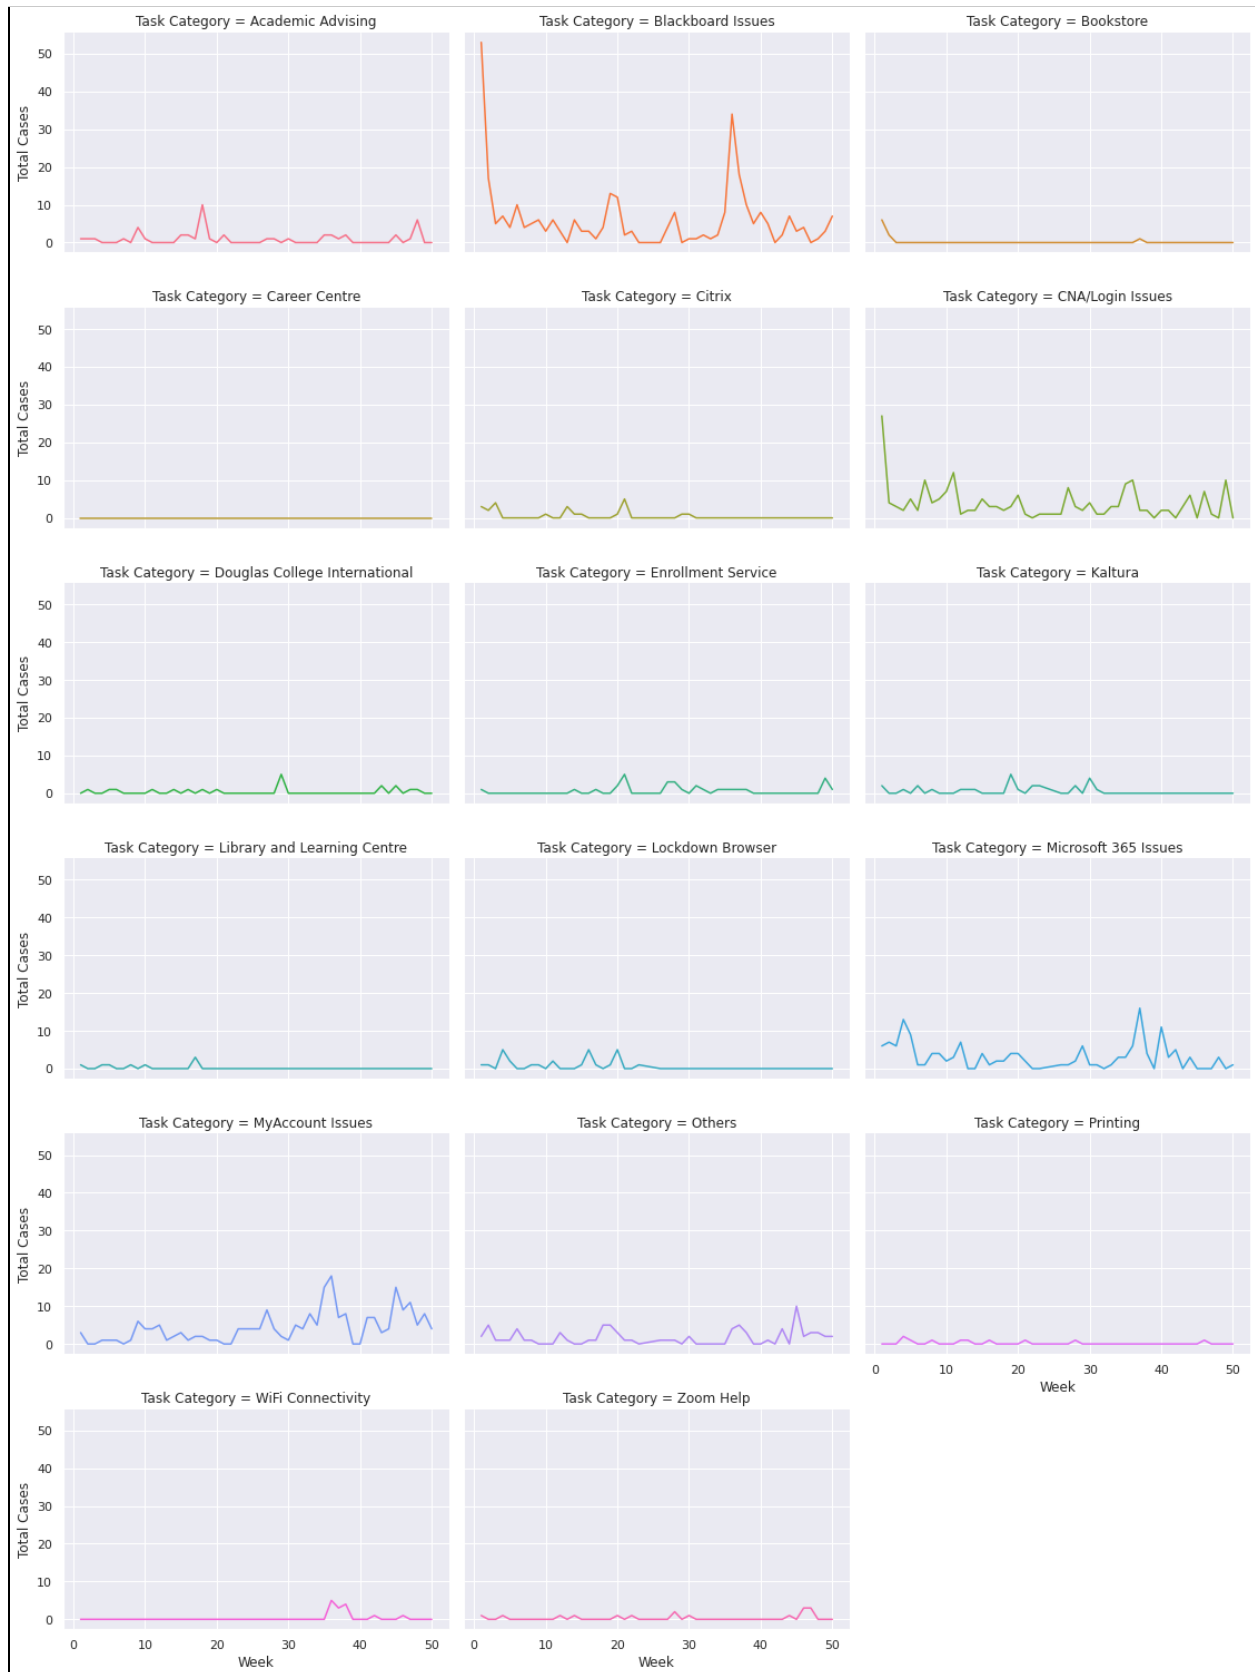 Task Category = Academic Advising
Task Category = Blackboard Issues
Task Category = Bookstore
50
40
30
20
10
0
Total Cases
Task Category = Career Centre
Task Category = Citrix
Task Category = CNA/Login Issues
50
40
30
20
10
0
Total Cases
Task Category = Douglas College International
Task Category = Enrollment Service
Task Category = Kaltura
50
40
30
20
10
0
Total Cases
Task Category = Library and Learning Centre
Task Category = Lockdown Browser
Task Category = Microsoft 365 Issues
50
40
30
20
10
0
Total Cases
Task Category = MyAccount Issues
Task Category = Others
Task Category = Printing
50
40
30
20
10
0
Total Cases
0 10 20 30 40 50
Week
Task Category = WiFi Connectivity
Task Category = Zoom Help
50
40
30
20
10
0
Total Cases
0 10 20 30 40 50
Week
0 10 20 30 40 50
Week